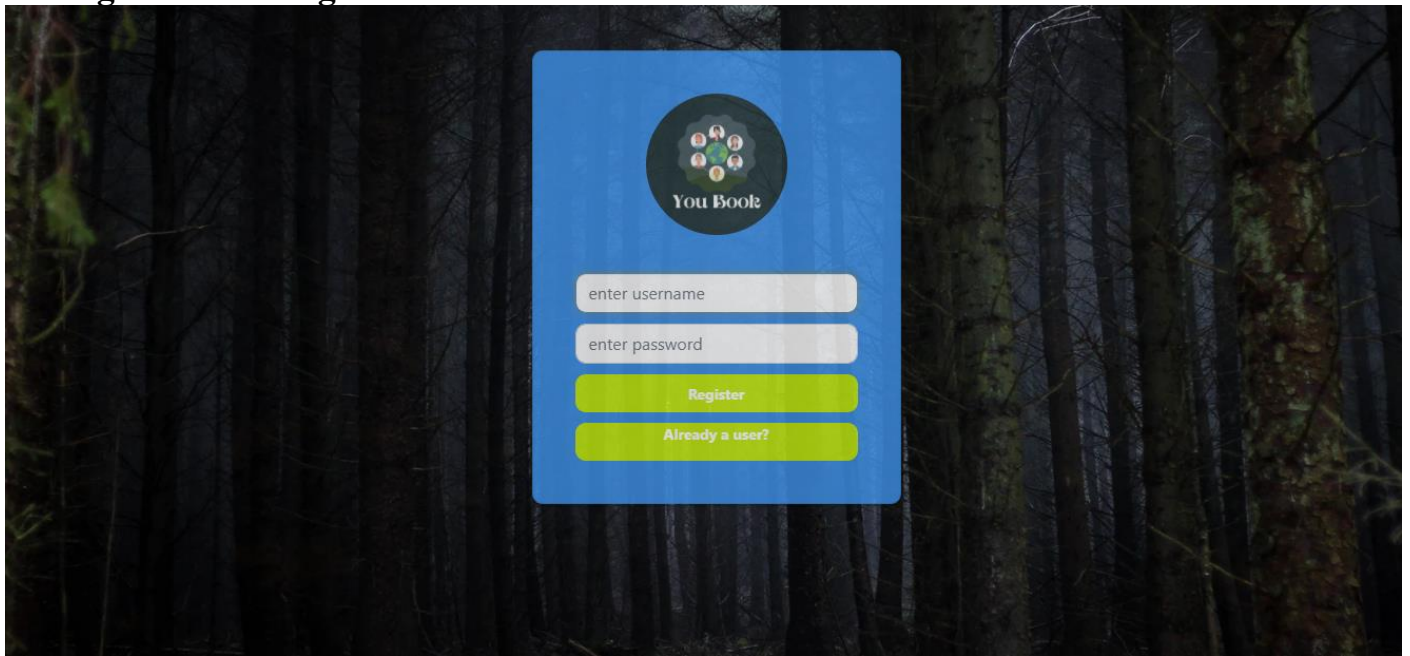 You Book
enter username
enter password
Register
Already a user?